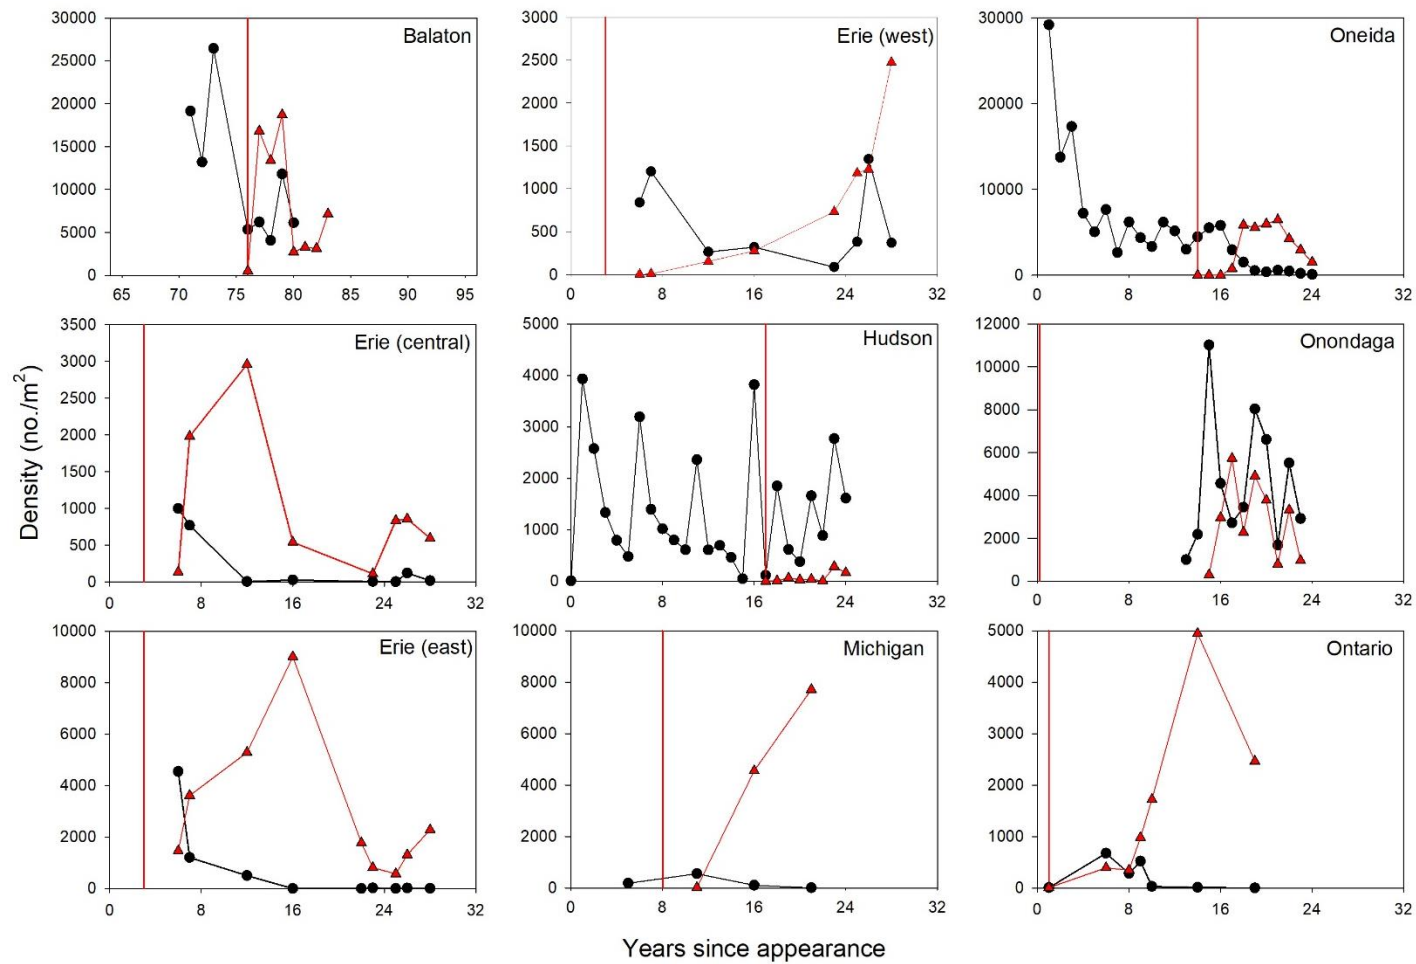 Balaton
30000
25000
20000
15000
10000
5000
0
65 70 75 80 85 90 95
Erie (west)
3000
2500
2000
1500
1000
500
0
0 8 16 24 32
Oneida
30000
20000
10000
0
0 8 16 24 32
Erie (central)
3500
3000
2500
2000
1500
1000
500
0
0 8 16 24 32
Hudson
5000
4000
3000
2000
1000
0
0 8 16 24 32
Onondaga
12000
10000
8000
6000
4000
2000
0
0 8 16 24 32
Erie (east)
10000
8000
6000
4000
2000
0
0 8 16 24 32
Michigan
10000
8000
6000
4000
2000
0
0 8 16 24 32
Ontario
5000
4000
3000
2000
1000
0
0 8 16 24 32
Density (no./m²)
Years since appearance